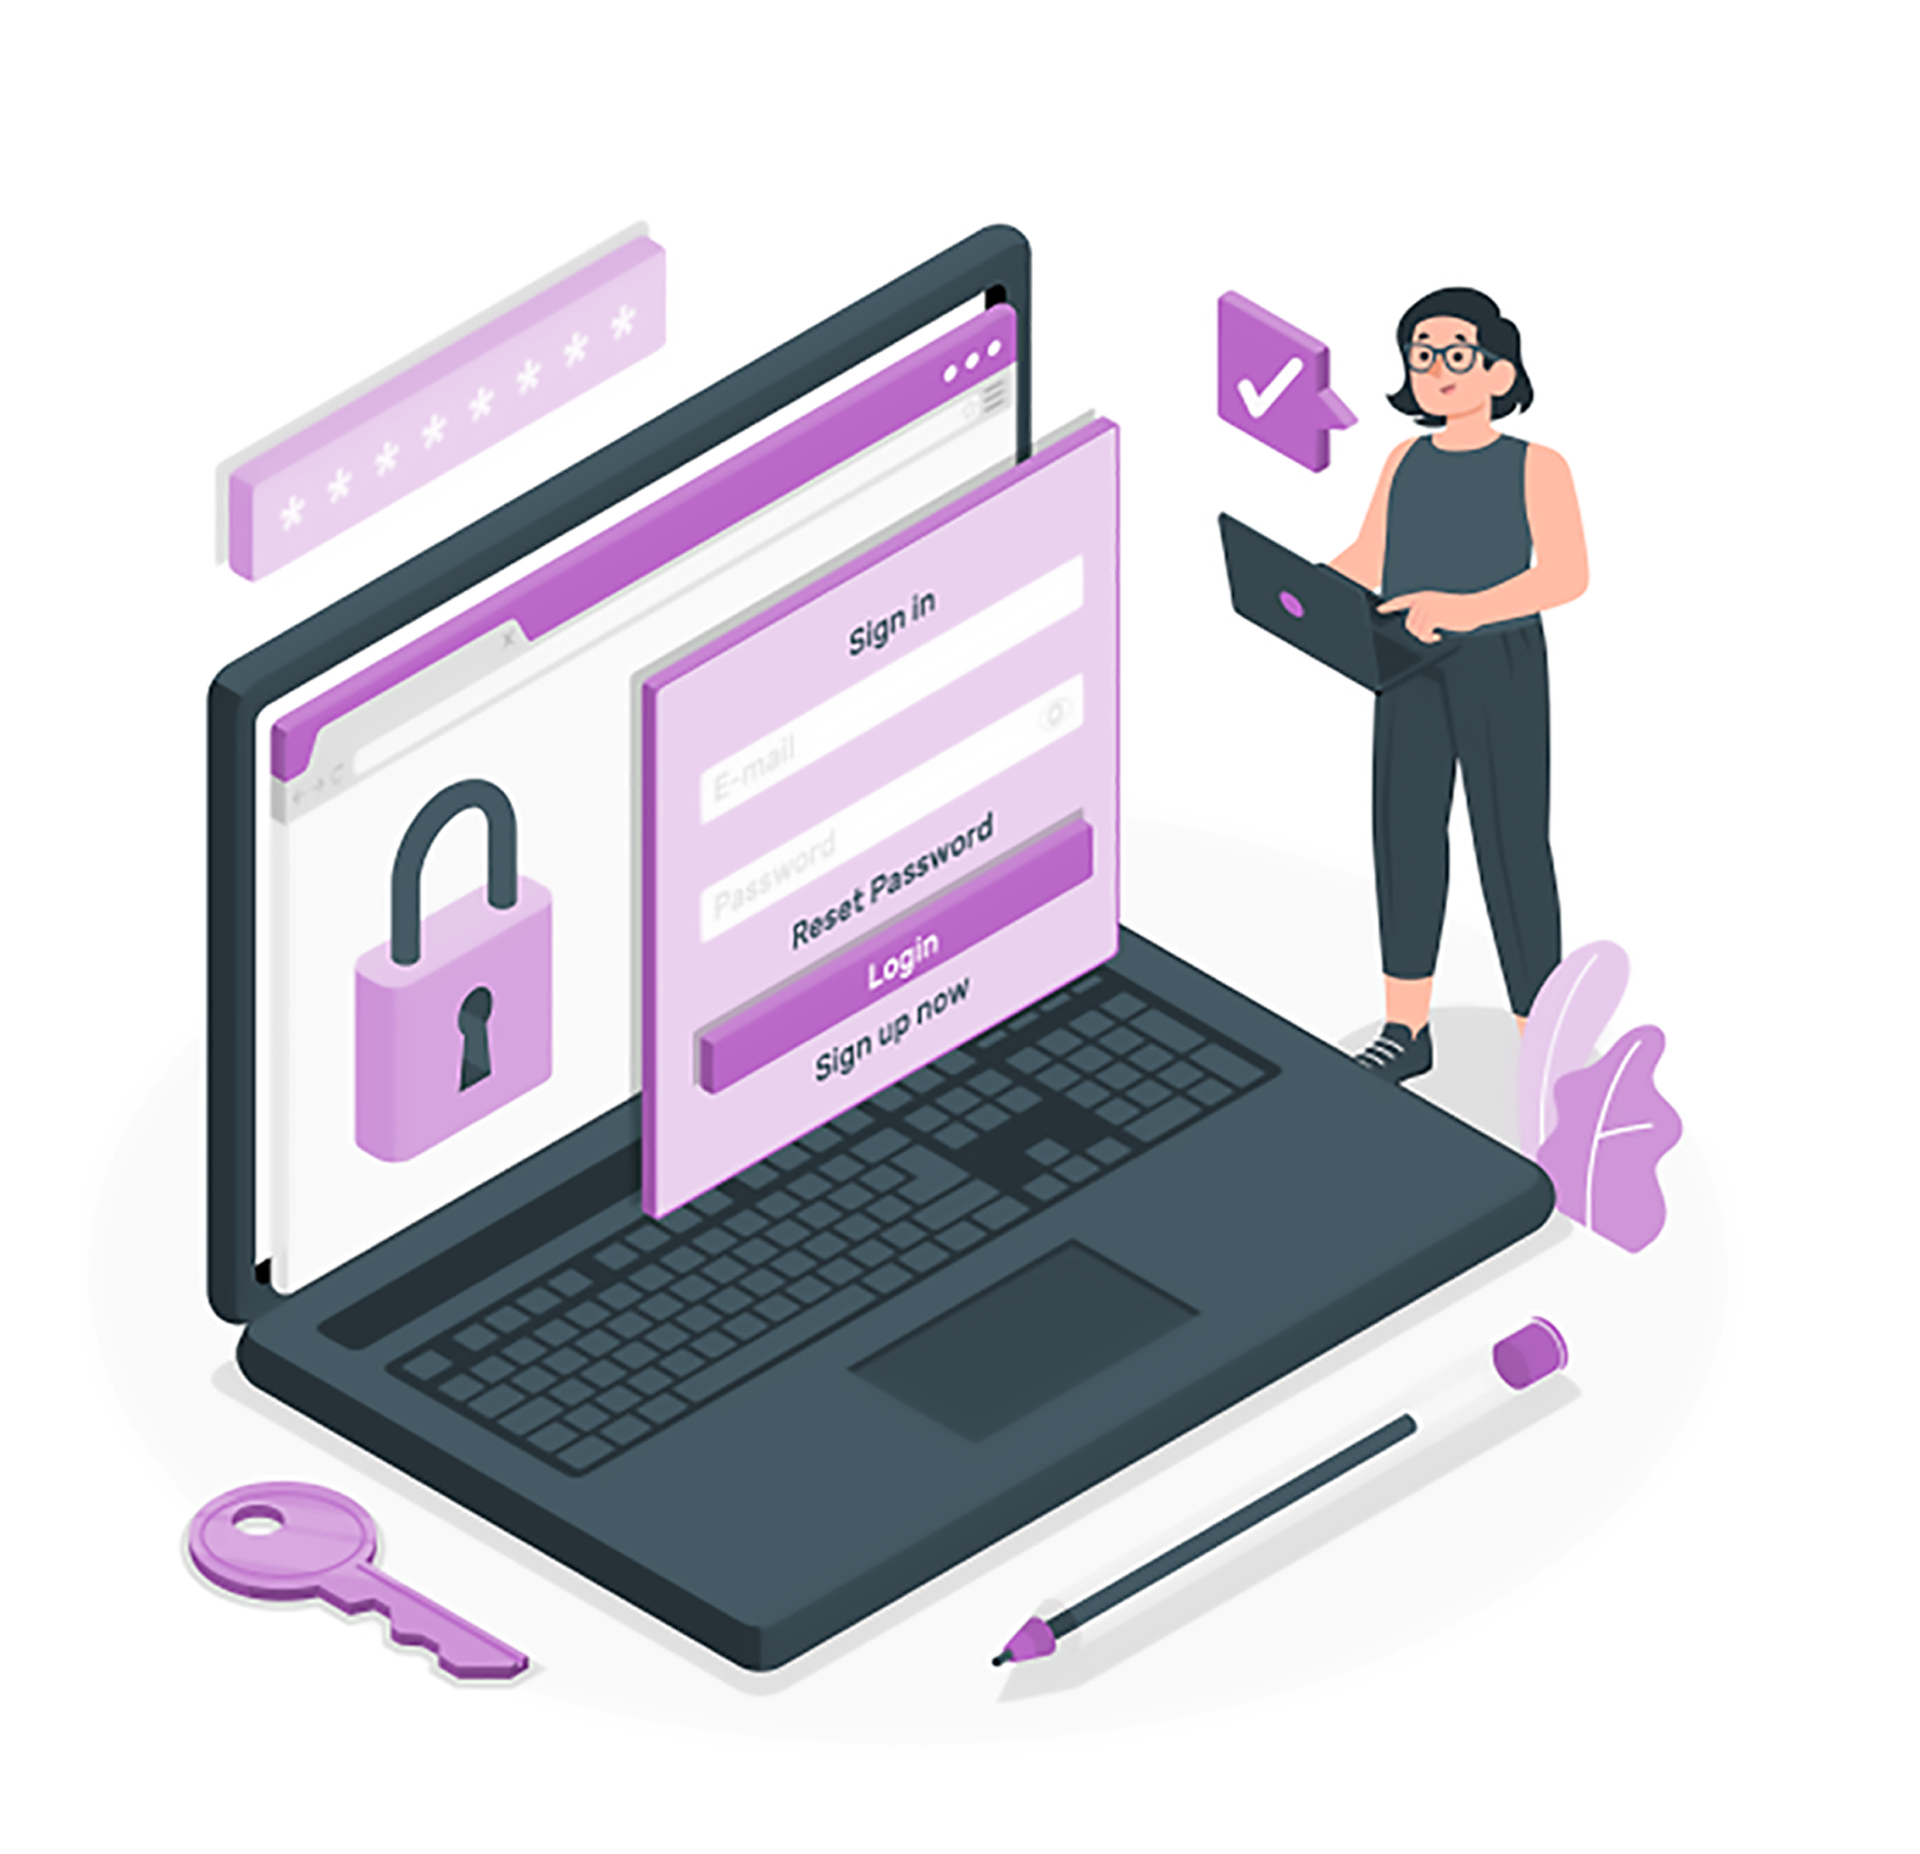 * * * * * * * *
Sign in
E-mail
Password
Reset Password
Login
Sign up now